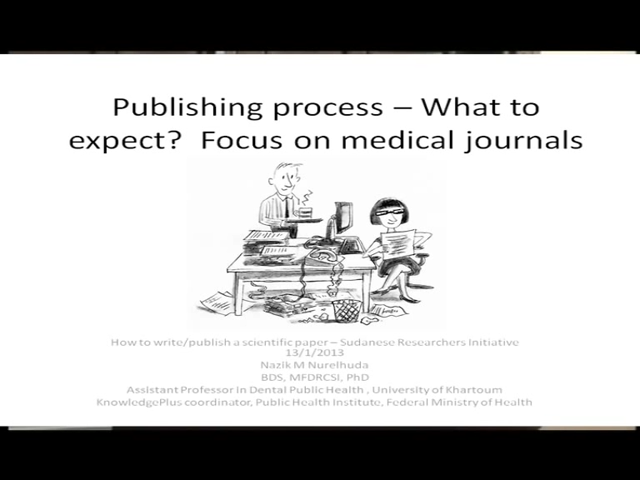 Publishing process – What to
expect?  Focus on medical journals
How to write/publish a scientific paper – Sudanese Researchers Initiative
13/1/2013
Nazik M Nurelhuda
BDS, MFDRCSI, PhD
Assistant Professor in Dental Public Health , University of Khartoum
KnowledgePlus coordinator, Public Health Institute, Federal Ministry of Health